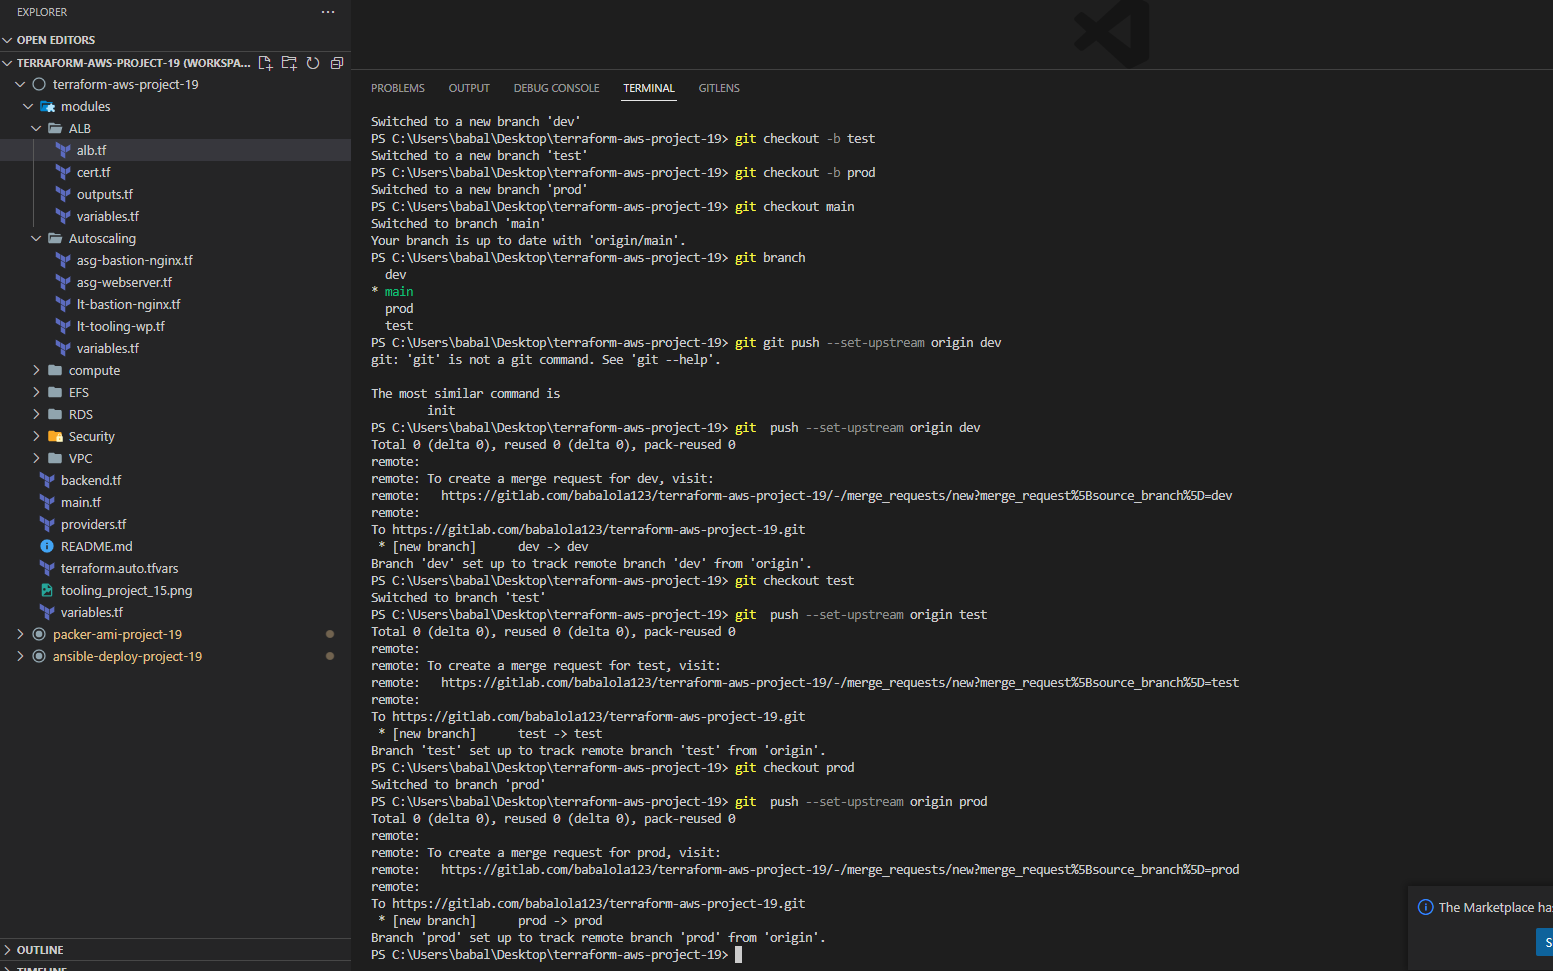 EXPLORER
OPEN EDITORS
TERRAFORM-AWS-PROJECT-19 (WORKSPA...
terraform-aws-project-19
modules
ALB
alb.tf
cert.tf
outputs.tf
variables.tf
Autoscaling
asg-bastion-nginx.tf
asg-webserver.tf
lt-bastion-nginx.tf
lt-tooling-wp.tf
variables.tf
compute
EFS
RDS
Security
VPC
backend.tf
main.tf
providers.tf
README.md
terraform.auto.tfvars
tooling_project_15.png
variables.tf
packer-ami-project-19
ansible-deploy-project-19
OUTLINE
TIMELINE
PROBLEMS OUTPUT DEBUG CONSOLE TERMINAL GITLENS
Switched to a new branch 'dev'
PS C:\Users\babal\Desktop\terraform-aws-project-19> git checkout -b test
Switched to a new branch 'test'
PS C:\Users\babal\Desktop\terraform-aws-project-19> git checkout -b prod
Switched to a new branch 'prod'
PS C:\Users\babal\Desktop\terraform-aws-project-19> git checkout main
Switched to branch 'main'
Your branch is up to date with 'origin/main'.
PS C:\Users\babal\Desktop\terraform-aws-project-19> git branch
  dev
* main
  prod
  test
PS C:\Users\babal\Desktop\terraform-aws-project-19> git git push --set-upstream origin dev
git: 'git' is not a git command. See 'git --help'.

The most similar command is
        init
PS C:\Users\babal\Desktop\terraform-aws-project-19> git  push --set-upstream origin dev
Total 0 (delta 0), reused 0 (delta 0), pack-reused 0
remote:
remote: To create a merge request for dev, visit:
remote:   https://gitlab.com/babalola123/terraform-aws-project-19/-/merge_requests/new?merge_request%5Bsource_branch%5D=dev
remote:
To https://gitlab.com/babalola123/terraform-aws-project-19.git
 * [new branch]      dev -> dev
Branch 'dev' set up to track remote branch 'dev' from 'origin'.
PS C:\Users\babal\Desktop\terraform-aws-project-19> git checkout test
Switched to branch 'test'
PS C:\Users\babal\Desktop\terraform-aws-project-19> git  push --set-upstream origin test
Total 0 (delta 0), reused 0 (delta 0), pack-reused 0
remote:
remote: To create a merge request for test, visit:
remote:   https://gitlab.com/babalola123/terraform-aws-project-19/-/merge_requests/new?merge_request%5Bsource_branch%5D=test
remote:
To https://gitlab.com/babalola123/terraform-aws-project-19.git
 * [new branch]      test -> test
Branch 'test' set up to track remote branch 'test' from 'origin'.
PS C:\Users\babal\Desktop\terraform-aws-project-19> git checkout prod
Switched to branch 'prod'
PS C:\Users\babal\Desktop\terraform-aws-project-19> git  push --set-upstream origin prod
Total 0 (delta 0), reused 0 (delta 0), pack-reused 0
remote:
remote: To create a merge request for prod, visit:
remote:   https://gitlab.com/babalola123/terraform-aws-project-19/-/merge_requests/new?merge_request%5Bsource_branch%5D=prod
remote:
To https://gitlab.com/babalola123/terraform-aws-project-19.git
 * [new branch]      prod -> prod
Branch 'prod' set up to track remote branch 'prod' from 'origin'.
PS C:\Users\babal\Desktop\terraform-aws-project-19>
The Marketplace has
S